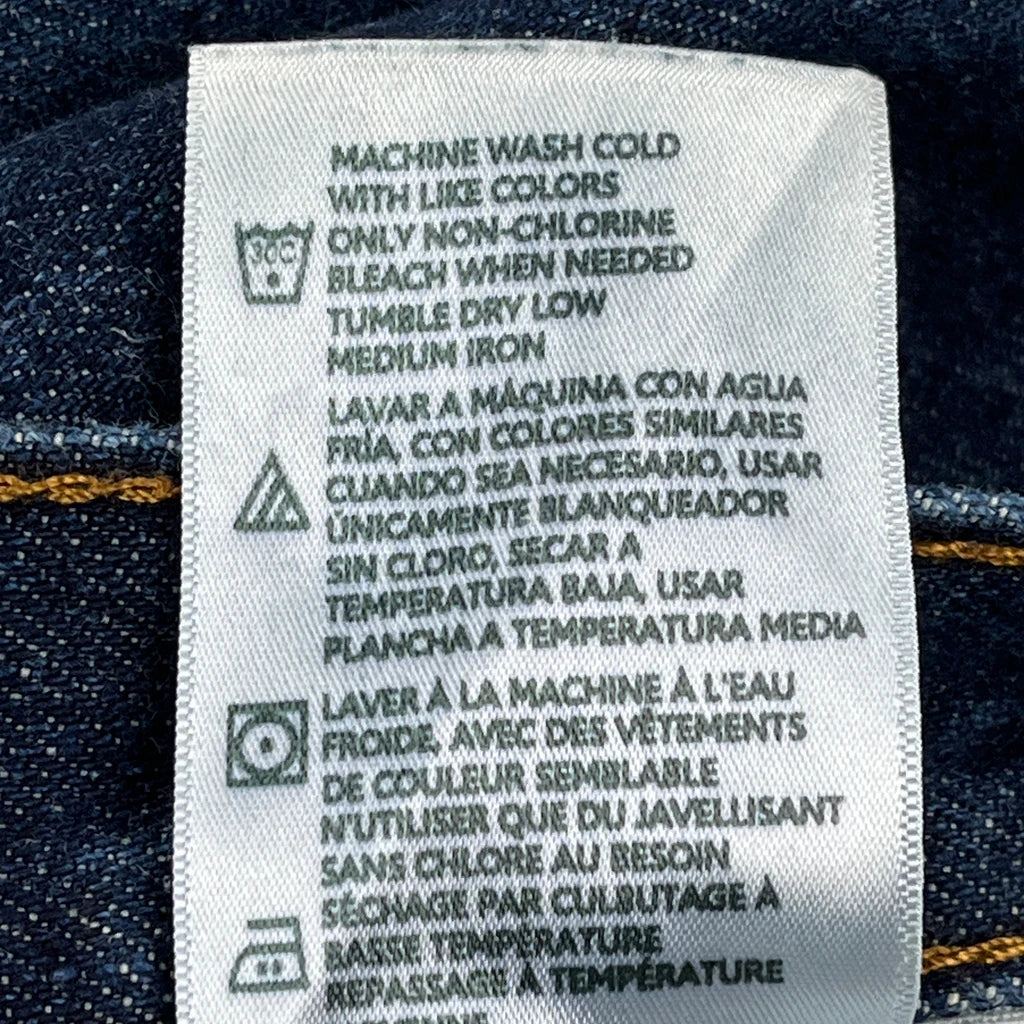 MACHINE WASH COLD
WITH LIKE COLORS
30C
ONLY NON-CHLORINE
BLEACH WHEN NEEDED
TUMBLE DRY LOW
MEDIUM IRON
LAVAR A MÁQUINA CON AGUA
FRÍA, CON COLORES SIMILARES
CUANDO SEA NECESARIO, USAR
ÚNICAMENTE BLANQUEADOR
SIN CLORO, SECAR A
TEMPERATURA BAJA, USAR
PLANCHA A TEMPERATURA MEDIA
LAVER À LA MACHINE À L'EAU
FROIDE, AVEC DES VÊTEMENTS
DE COULEUR SEMBLABLE
N'UTILISER QUE DU JAVELLISANT
SANS CHLORE AU BESOIN
SÉCHAGE PAR CULBUTAGE À
BASSE TEMPÉRATURE
REPASSAGE À TEMPÉRATURE